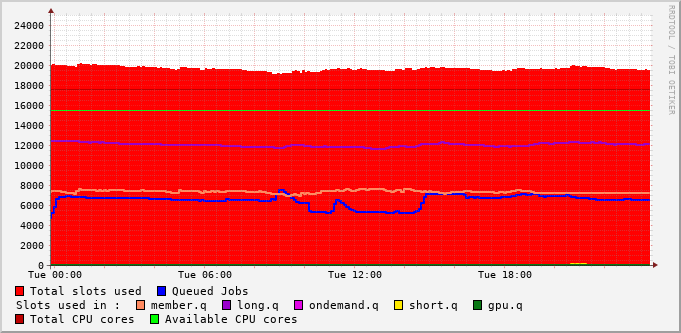 RRDTOOL / TOBI OETIKER
24000
22000
20000
18000
16000
14000
12000
10000
8000
6000
4000
2000
0
Tue 00:00 Tue 06:00 Tue 12:00 Tue 18:00
Total slots used Queued Jobs
Slots used in : member.q long.q ondemand.q short.q gpu.q
Total CPU cores Available CPU cores